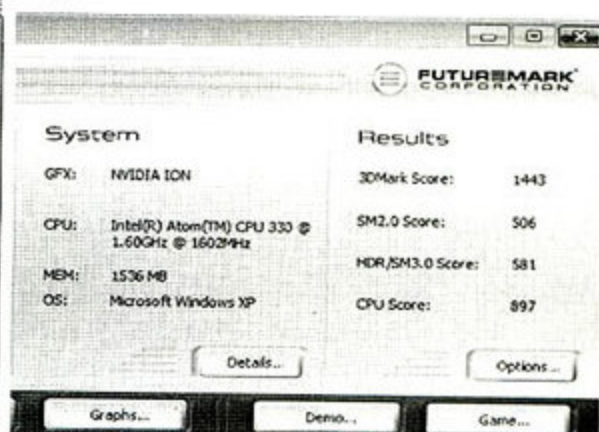 FUTUREMARK
CORPORATION
System
GFX: NVIDIA ION
CPU: Intel(R) Atom(TM) CPU 330 @
1.60GHz @ 1602MHz
MEM: 1536 MB
OS: Microsoft Windows XP
Results
3DMark Score: 1443
SM2.0 Score: 506
HDR/SM3.0 Score: 581
CPU Score: 897
Details...
Options...
Graphs...
Demo...
Game...